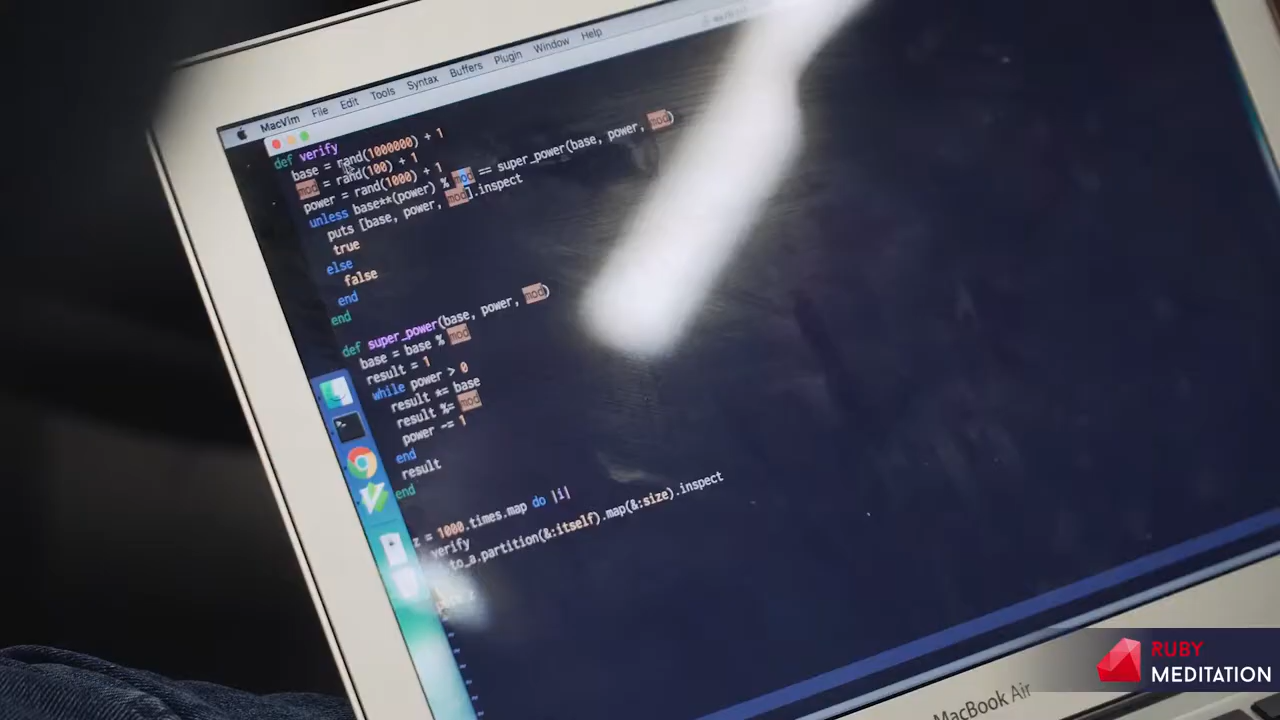 MacVim File Edit Tools Syntax Buffers Plugin Window Help
def verify
base = rand(1000000) + 1
mod = rand(100) + 1
power = rand(1000) + 1
unless base**(power) % mod == super_power(base, power, mod)
puts [base, power, mod].inspect
true
else
false
end
end
def super_power(base, power, mod)
base = base % mod
result = 1
while power > 0
result *= base
result %= mod
power -= 1
end
result
end
z = 1000.times.map do |i|
verify
to_a.partition(&:itself).map(&:size).inspect
~
~
~
~
~
~
MacBook Air
RUBY
MEDITATION